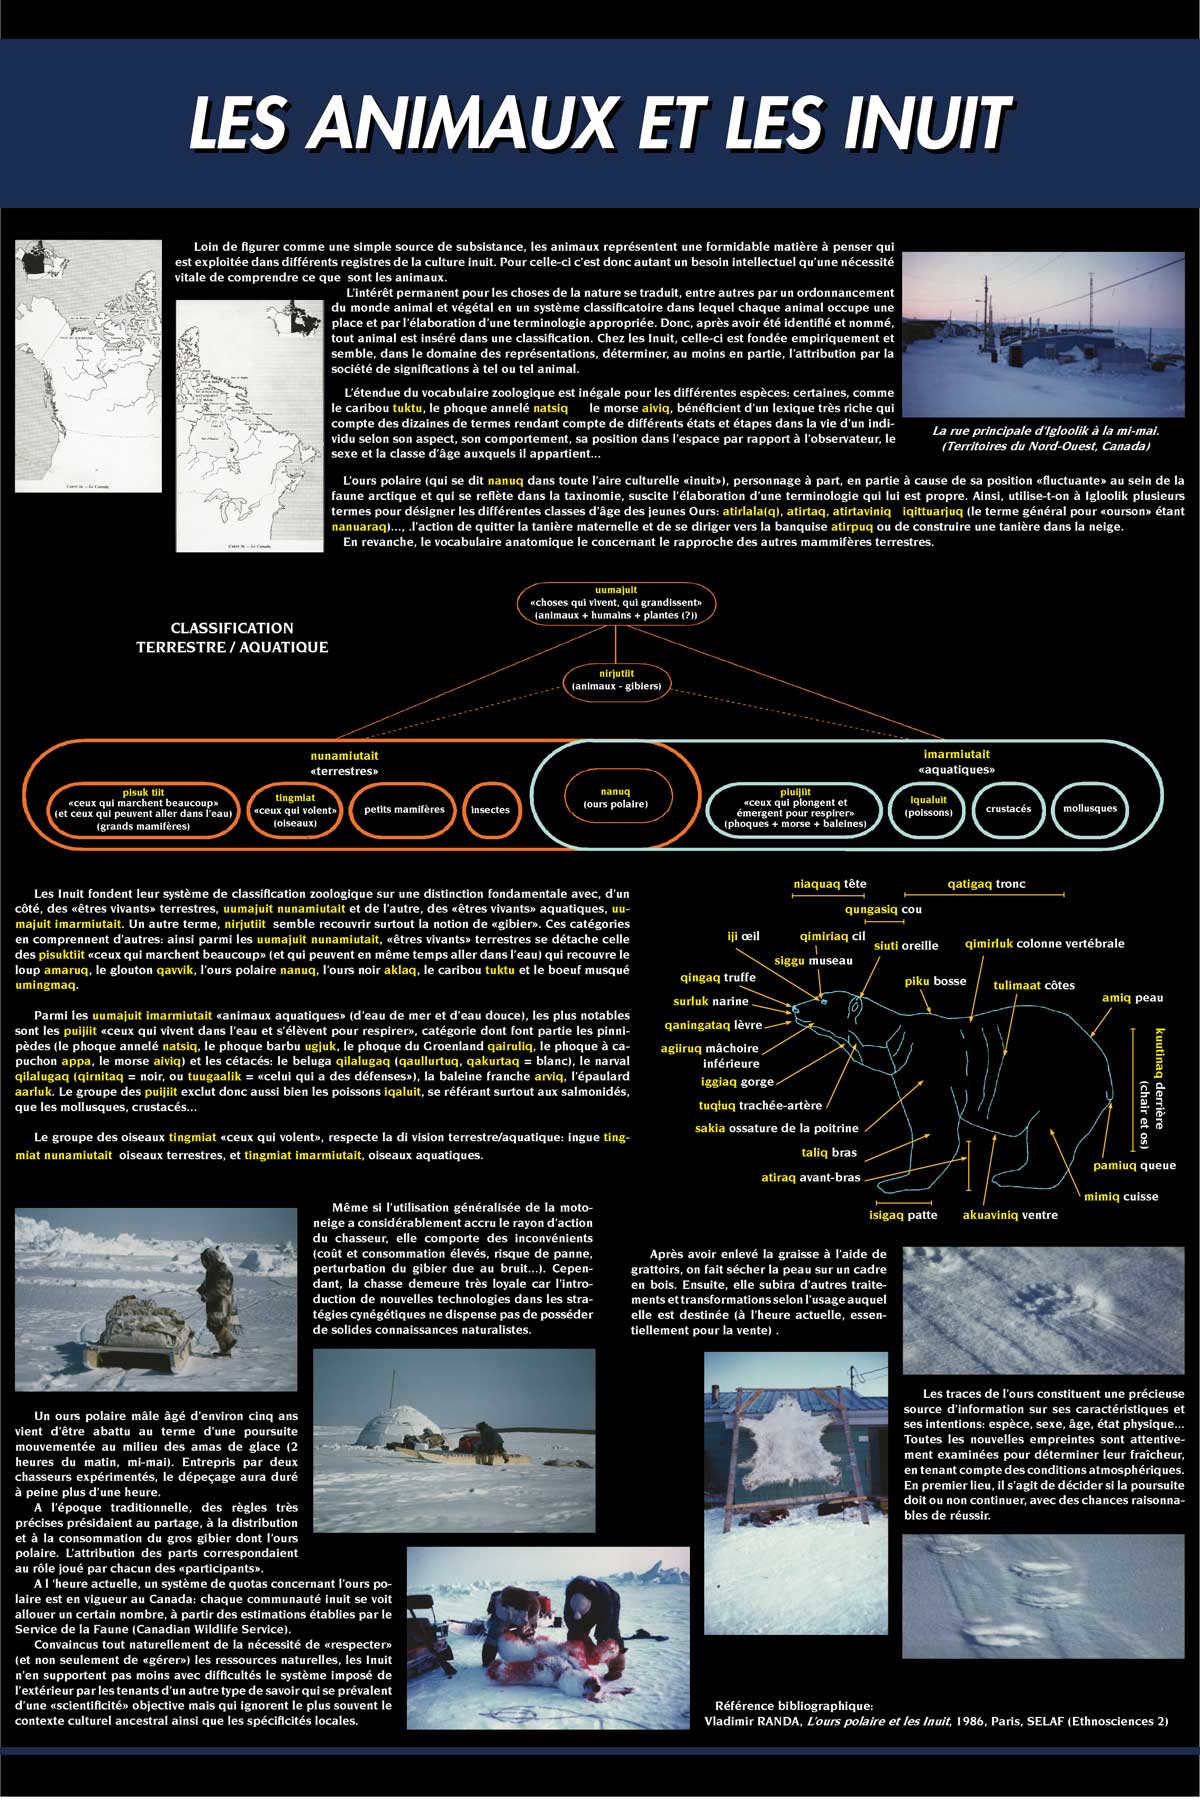 LES ANIMAUX ET LES INUIT
Loin de figurer comme une simple source de subsistance, les animaux représentent une formidable matière à penser qui
est exploitée dans différents registres de la culture inuit. Pour celle-ci c'est donc autant un besoin intellectuel qu'une nécessité
vitale de comprendre ce que sont les animaux.
L'intérêt permanent pour les choses de la nature se traduit, entre autres par un ordonnancement
du monde animal et végétal en un système classificatoire dans lequel chaque animal occupe une
place et par l'élaboration d'une terminologie appropriée. Donc, après avoir été identifié et nommé,
tout animal est inséré dans une classification. Chez les Inuit, celle-ci est fondée empiriquement et
semble, dans le domaine des représentations, déterminer, au moins en partie, l'attribution par la
société de significations à tel ou tel animal.
L'étendue du vocabulaire zoologique est inégale pour les différentes espèces: certaines, comme
le caribou tuktu, le phoque annelé natsiq le morse aiviq, bénéficient d'un lexique très riche qui
compte des dizaines de termes rendant compte de différents états et étapes dans la vie d'un indi-
vidu selon son aspect, son comportement, sa position dans l'espace par rapport à l'observateur, le
sexe et la classe d'âge auxquels il appartient...
CARTE 2a — Le Canada
CARTE 2b — Le Canada
La rue principale d'Igloolik à la mi-mai.
(Territoires du Nord-Ouest, Canada)
L'ours polaire (qui se dit nanuq dans toute l'aire culturelle «inuit»), personnage à part, en partie à cause de sa position «fluctuante» au sein de la
faune arctique et qui se reflète dans la taxinomie, suscite l'élaboration d'une terminologie qui lui est propre. Ainsi, utilise-t-on à Igloolik plusieurs
termes pour désigner les différentes classes d'âge des jeunes Ours: atirlala(q), atirtaq, atirtaviniq iqittuarjuq (le terme général pour «ourson» étant
nanuaraq)..., .l'action de quitter la tanière maternelle et de se diriger vers la banquise atirpuq ou de construire une tanière dans la neige.
En revanche, le vocabulaire anatomique le concernant le rapproche des autres mammifères terrestres.
CLASSIFICATION
TERRESTRE / AQUATIQUE
uumajuit
«choses qui vivent, qui grandissent»
(animaux + humains + plantes (?))
nirjutiit
(animaux - gibiers)
nunamiutait
«terrestres»
pisuk tiit
«ceux qui marchent beaucoup»
(et ceux qui peuvent aller dans l'eau)
(grands mamifères)
tingmiat
«ceux qui volent»
(oiseaux)
petits mamifères
insectes
nanuq
(ours polaire)
imarmiutait
«aquatiques»
pluijiit
«ceux qui plongent et
émergent pour respirer»
(phoques + morse + baleines)
iqualuit
(poissons)
crustacés
mollusques
Les Inuit fondent leur système de classification zoologique sur une distinction fondamentale avec, d'un
côté, des «êtres vivants» terrestres, uumajuit nunamiutait et de l'autre, des «êtres vivants» aquatiques, uu-
majuit imarmiutait. Un autre terme, nirjutiit semble recouvrir surtout la notion de «gibier». Ces catégories
en comprennent d'autres: ainsi parmi les uumajuit nunamiutait, «êtres vivants» terrestres se détache celle
des pisuktiit «ceux qui marchent beaucoup» (et qui peuvent en même temps aller dans l'eau) qui recouvre le
loup amaruq, le glouton qavvik, l'ours polaire nanuq, l'ours noir aklaq, le caribou tuktu et le boeuf musqué
umingmaq.
Parmi les uumajuit imarmiutait «animaux aquatiques» (d'eau de mer et d'eau douce), les plus notables
sont les puijiit «ceux qui vivent dans l'eau et s'élèvent pour respirer», catégorie dont font partie les pinni-
pèdes (le phoque annelé natsiq, le phoque barbu ugjuk, le phoque du Groenland qairuliq, le phoque à ca-
puchon appa, le morse aiviq) et les cétacés: le beluga qilalugaq (qaullurtuq, qakurtaq = blanc), le narval
qilalugaq (qirnitaq = noir, ou tuugaalik = «celui qui a des défenses»), la baleine franche arviq, l'épaulard
aarluk. Le groupe des puijiit exclut donc aussi bien les poissons iqaluit, se référant surtout aux salmonidés,
que les mollusques, crustacés...
Le groupe des oiseaux tingmiat «ceux qui volent», respecte la di vision terrestre/aquatique: ingue ting-
miat nunamiutait oiseaux terrestres, et tingmiat imarmiutait, oiseaux aquatiques.
niaquaq tête
qatigaq tronc
qungasiq cou
iji œil
qimiriaq cil
siuti oreille
qimirluk colonne vertébrale
siggu museau
qingaq truffe
piku bosse
tulimaat côtes
surluk narine
amiq peau
qaningataq lèvre
agiiruq mâchoire
inférieure
iggiaq gorge
tuqɫuq trachée-artère
sakia ossature de la poitrine
taliq bras
atiraq avant-bras
isigaq patte
akuaviniq ventre
mimiq cuisse
pamiuq queue
kuutinaq derrière
(chair et os)
Même si l'utilisation généralisée de la moto-
neige a considérablement accru le rayon d'action
du chasseur, elle comporte des inconvénients
(coût et consommation élevés, risque de panne,
perturbation du gibier due au bruit...). Cepen-
dant, la chasse demeure très loyale car l'intro-
duction de nouvelles technologies dans les stra-
tégies cynégétiques ne dispense pas de posséder
de solides connaissances naturalistes.
Après avoir enlevé la graisse à l'aide de
grattoirs, on fait sécher la peau sur un cadre
en bois. Ensuite, elle subira d'autres traite-
ments et transformations selon l'usage auquel
elle est destinée (à l'heure actuelle, essen-
tiellement pour la vente) .
Les traces de l'ours constituent une précieuse
source d'information sur ses caractéristiques et
ses intentions: espèce, sexe, âge, état physique...
Toutes les nouvelles empreintes sont attentive-
ment examinées pour déterminer leur fraîcheur,
en tenant compte des conditions atmosphériques.
En premier lieu, il s'agit de décider si la poursuite
doit ou non continuer, avec des chances raisonna-
bles de réussir.
Un ours polaire mâle âgé d'environ cinq ans
vient d'être abattu au terme d'une poursuite
mouvementée au milieu des amas de glace (2
heures du matin, mi-mai). Entrepris par deux
chasseurs expérimentés, le dépeçage aura duré
à peine plus d'une heure.
A l'époque traditionnelle, des règles très
précises présidaient au partage, à la distribution
et à la consommation du gros gibier dont l'ours
polaire. L'attribution des parts correspondaient
au rôle joué par chacun des «participants».
A l 'heure actuelle, un système de quotas concernant l'ours po-
laire est en vigueur au Canada: chaque communauté inuit se voit
allouer un certain nombre, à partir des estimations établies par le
Service de la Faune (Canadian Wildlife Service).
Convaincus tout naturellement de la nécessité de «respecter»
(et non seulement de «gérer») les ressources naturelles, les Inuit
n'en supportent pas moins avec difficultés le système imposé de
l'extérieur par les tenants d'un autre type de savoir qui se prévalent
d'une «scientificité» objective mais qui ignorent le plus souvent le
contexte culturel ancestral ainsi que les spécificités locales.
Référence bibliographique:
Vladimir RANDA, L'ours polaire et les Inuit, 1986, Paris, SELAF (Ethnosciences 2)